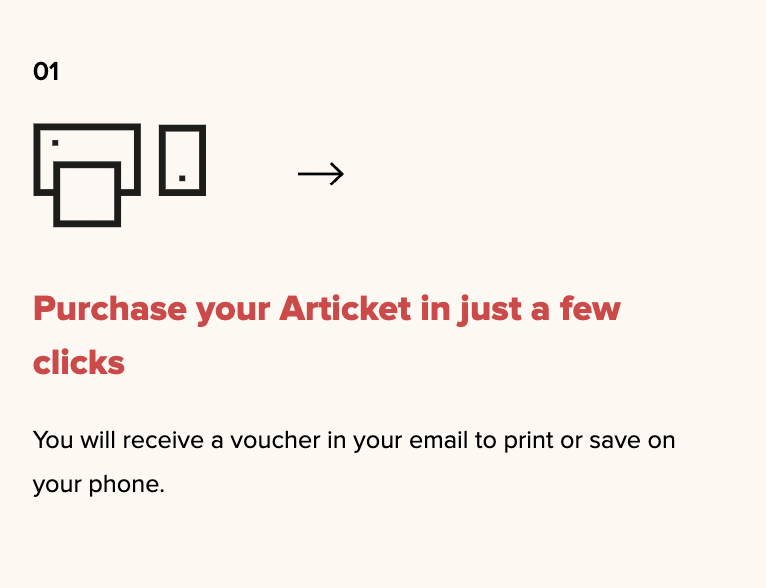 01
Purchase your Articket in just a few
clicks
You will receive a voucher in your email to print or save on
your phone.